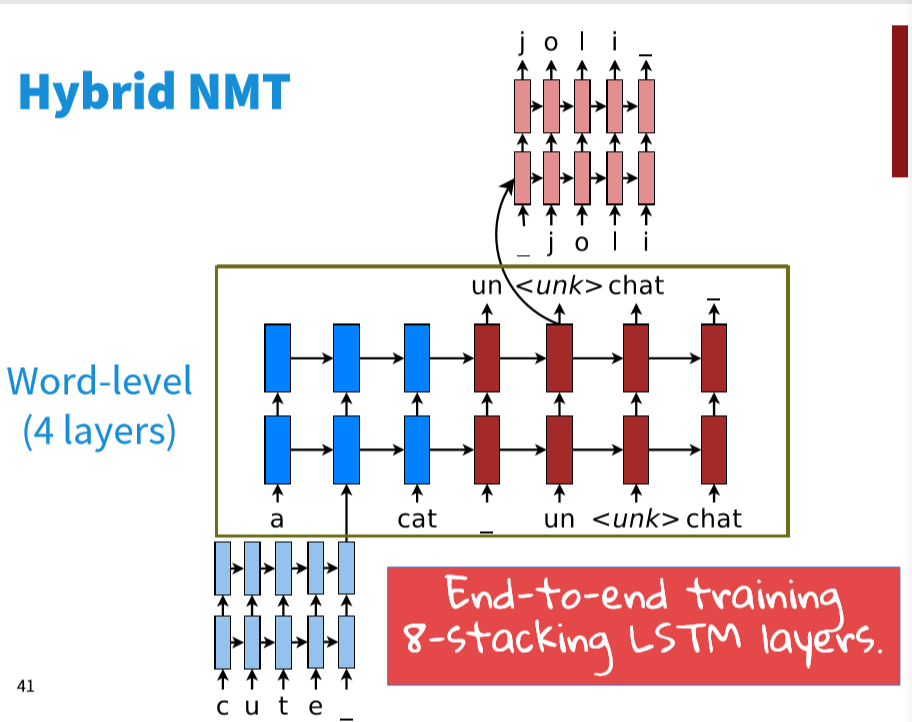 j o l i _
Hybrid NMT
_ j o l i
un <unk> chat _
Word-level
(4 layers)
a cat _ un <unk> chat
End-to-end training
8-stacking LSTM layers.
41
c u t e _